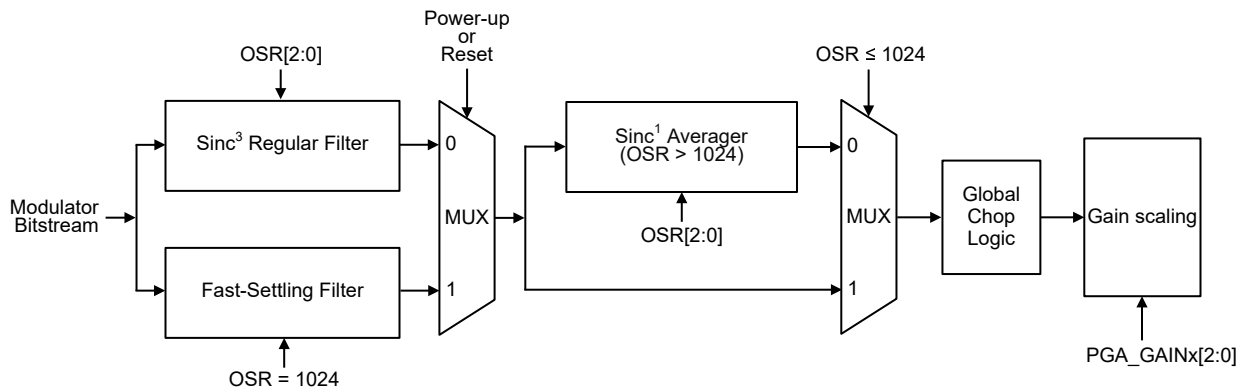 Power-up
or
Reset
OSR[2:0]
OSR ≤ 1024
Sinc³ Regular Filter
0
Sinc¹ Averager
(OSR > 1024)
0
Modulator
Bitstream
MUX
OSR[2:0]
MUX
Global
Chop
Logic
Gain scaling
Fast-Settling Filter
1
1
OSR = 1024
PGA_GAINx[2:0]